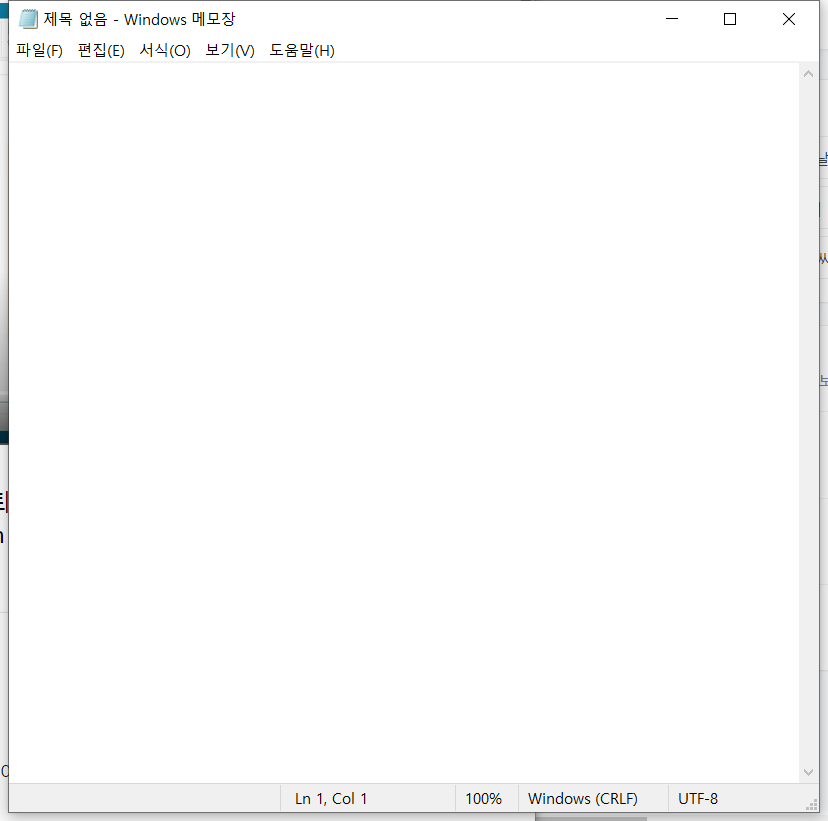 제목 없음 - Windows 메모장
파일(F) 편집(E) 서식(O) 보기(V) 도움말(H)
Ln 1, Col 1 100% Windows (CRLF) UTF-8